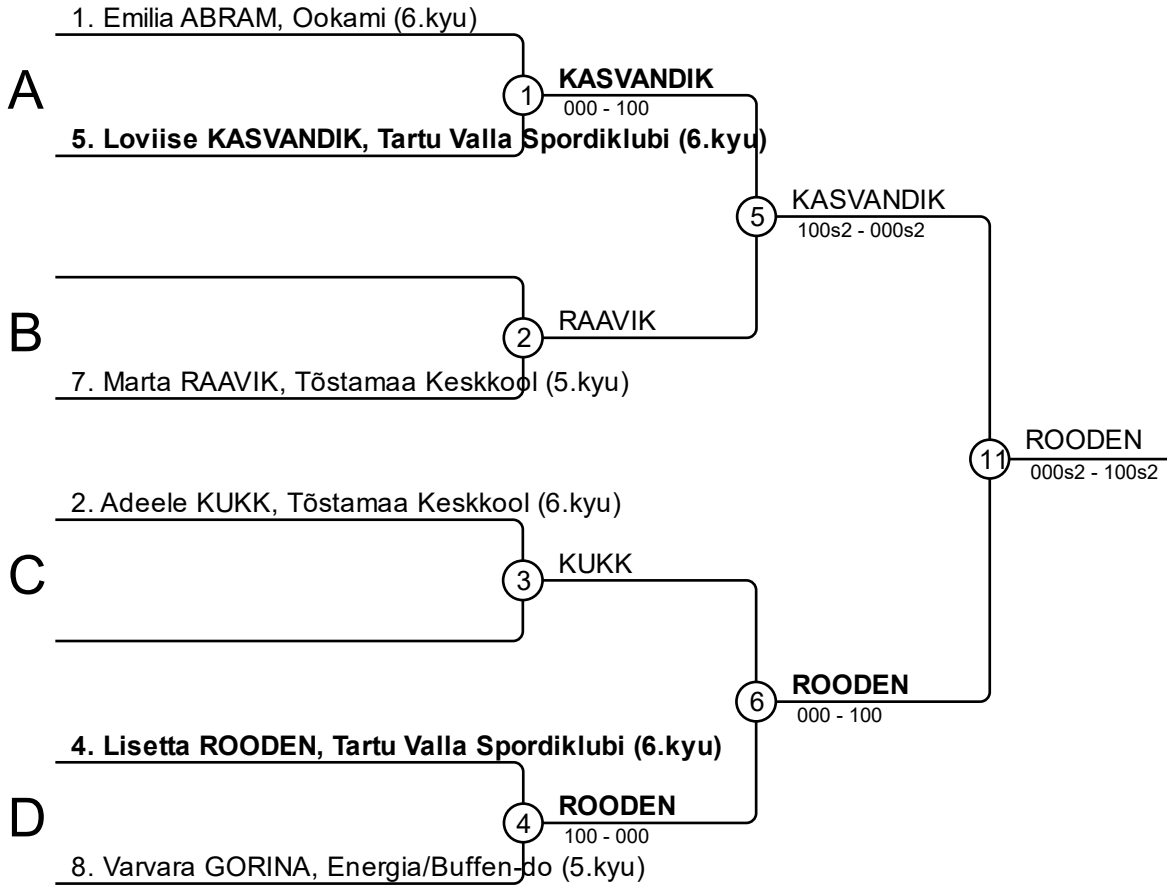 1. Emilia ABRAM, Ookami (6.kyu)
A
1
KASVANDIK
000 - 100
5. Loviise KASVANDIK, Tartu Valla Spordiklubi (6.kyu)
5
KASVANDIK
100s2 - 000s2
B
2
RAAVIK
7. Marta RAAVIK, Tõstamaa Keskkool (5.kyu)
11
ROODEN
000s2 - 100s2
2. Adeele KUKK, Tõstamaa Keskkool (6.kyu)
C
3
KUKK
6
ROODEN
000 - 100
4. Lisetta ROODEN, Tartu Valla Spordiklubi (6.kyu)
D
4
ROODEN
100 - 000
8. Varvara GORINA, Energia/Buffen-do (5.kyu)